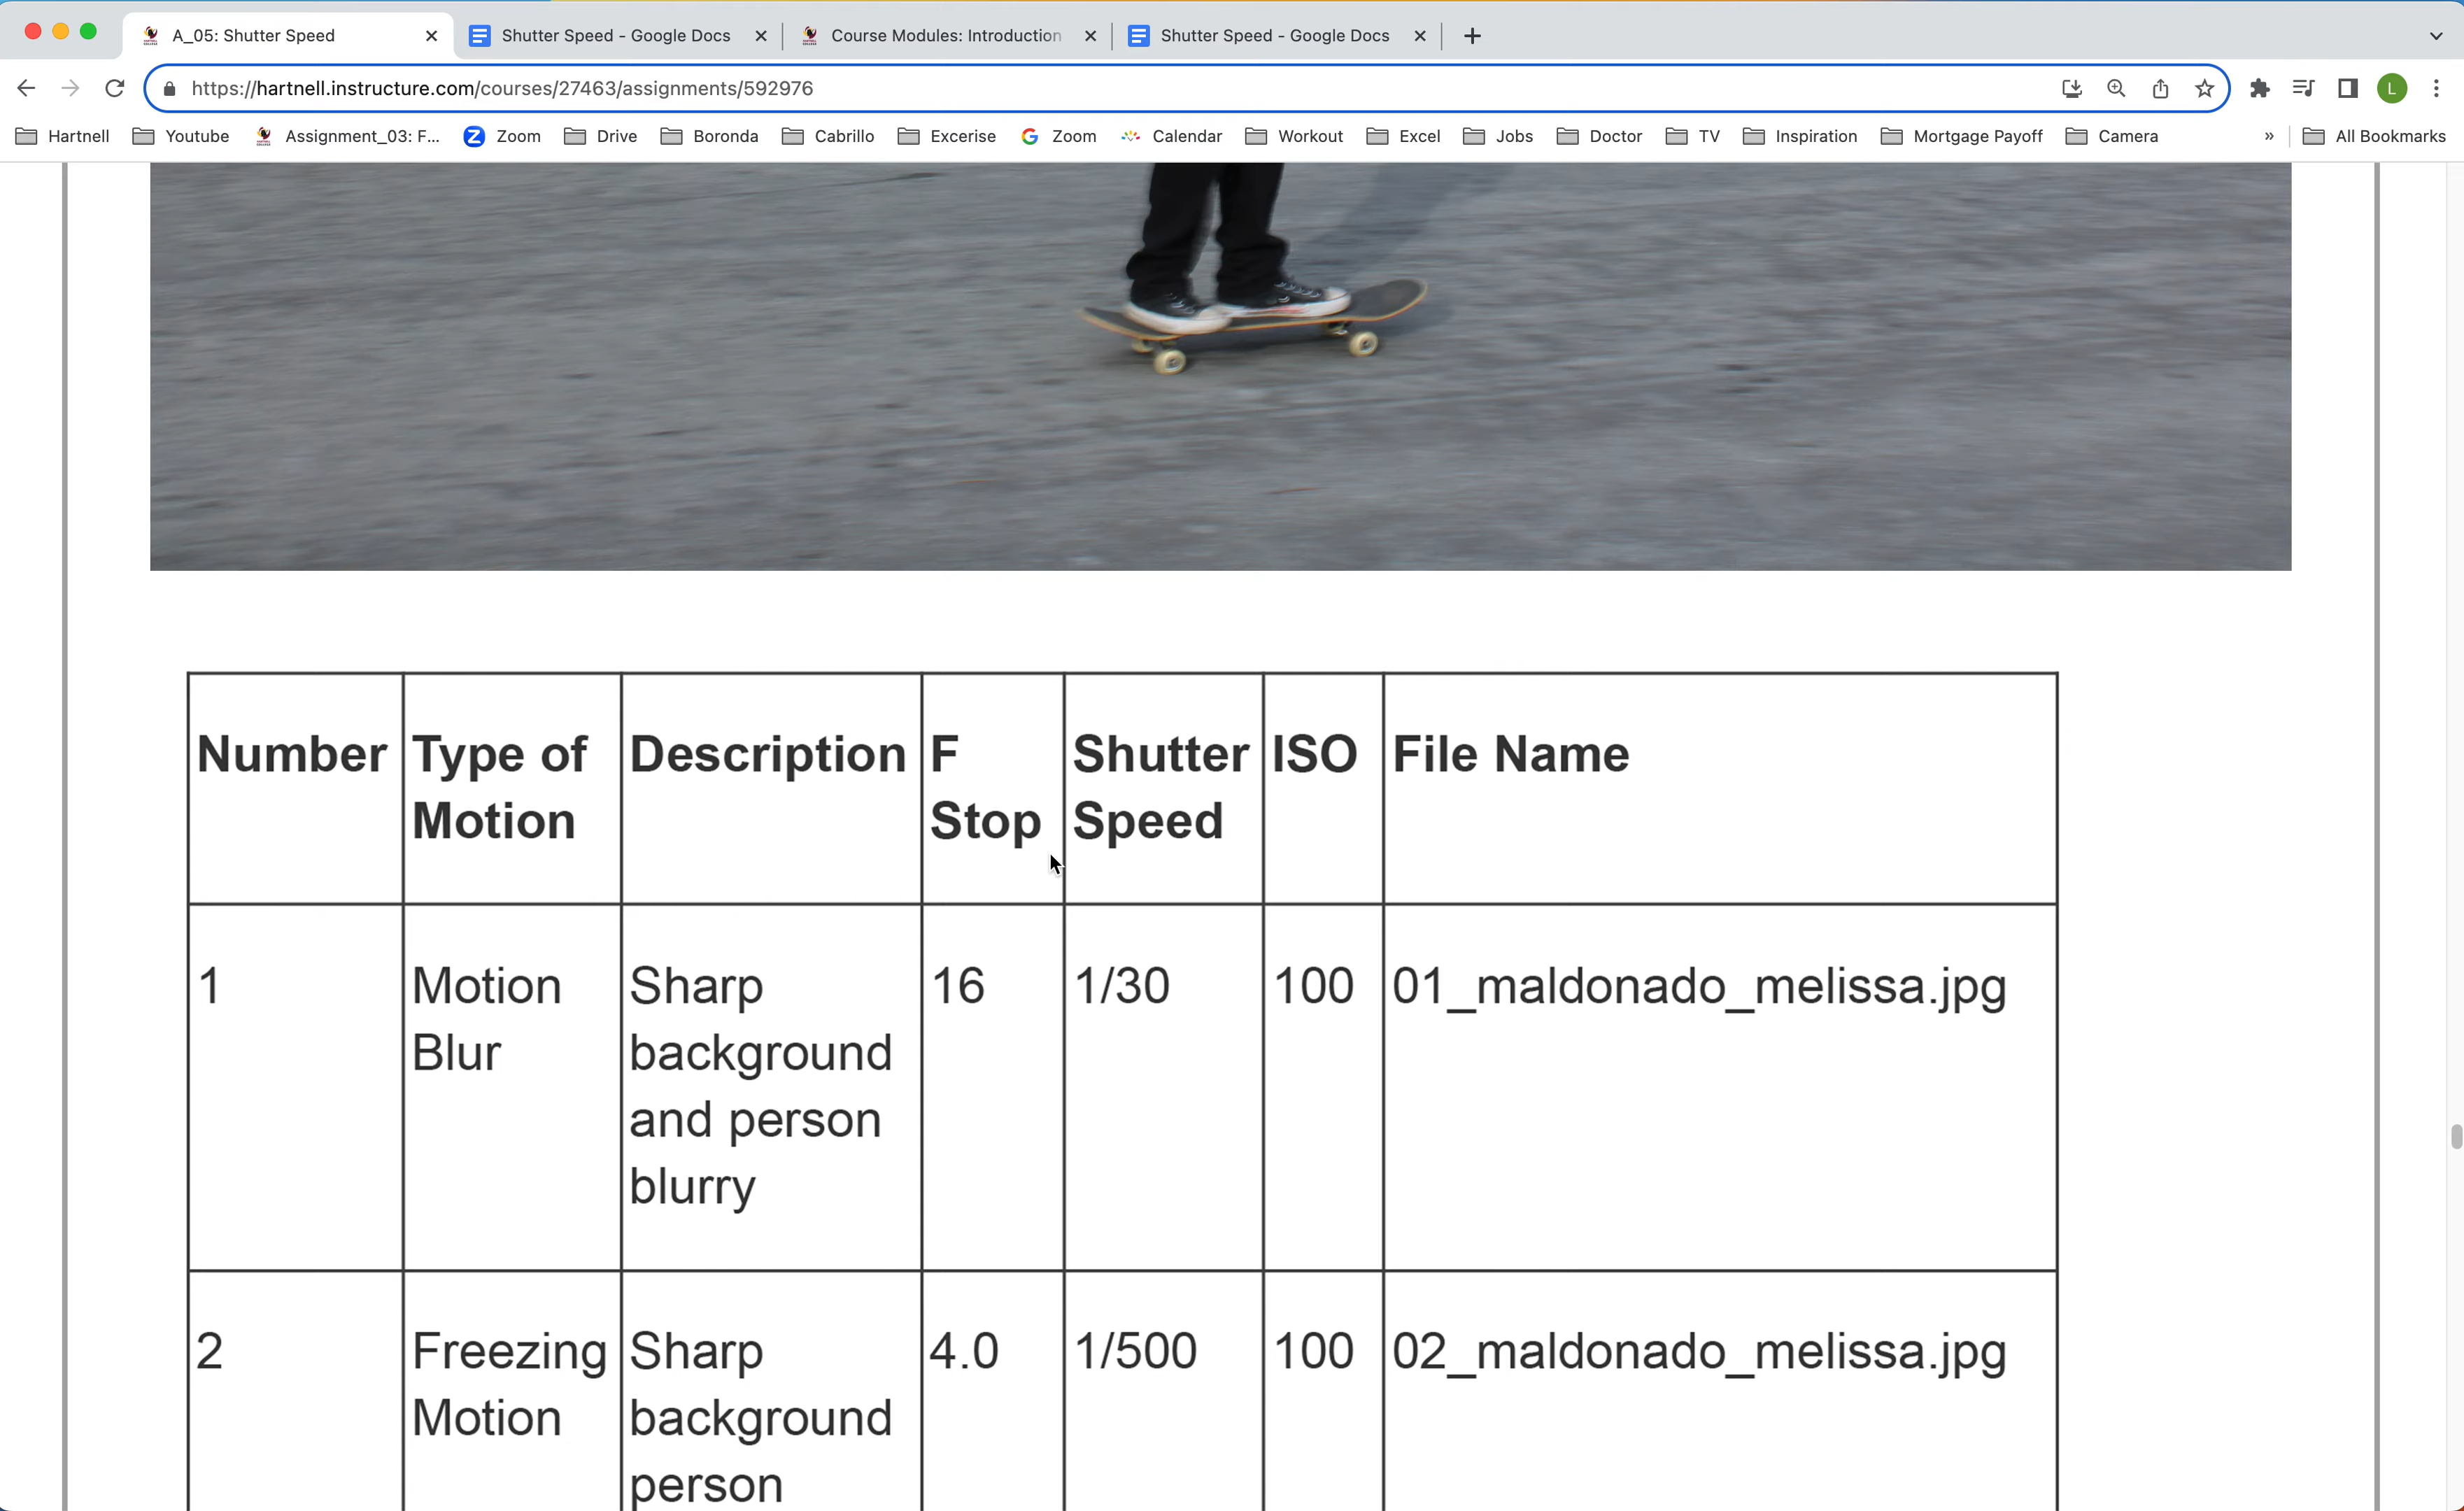 A_05: Shutter Speed
Shutter Speed - Google Docs
Course Modules: Introduction
Shutter Speed - Google Docs
https://hartnell.instructure.com/courses/27463/assignments/592976
L
Hartnell
Youtube
Assignment_03: F...
Zoom
Drive
Boronda
Cabrillo
Excerise
Zoom
Calendar
Workout
Excel
Jobs
Doctor
TV
Inspiration
Mortgage Payoff
Camera
»
All Bookmarks
Number
Type of
Motion
Description
F
Stop
Shutter
Speed
ISO
File Name
1
Motion
Blur
Sharp
background
and person
blurry
16
1/30
100
01_maldonado_melissa.jpg
2
Freezing
Motion
Sharp
background
person
4.0
1/500
100
02_maldonado_melissa.jpg